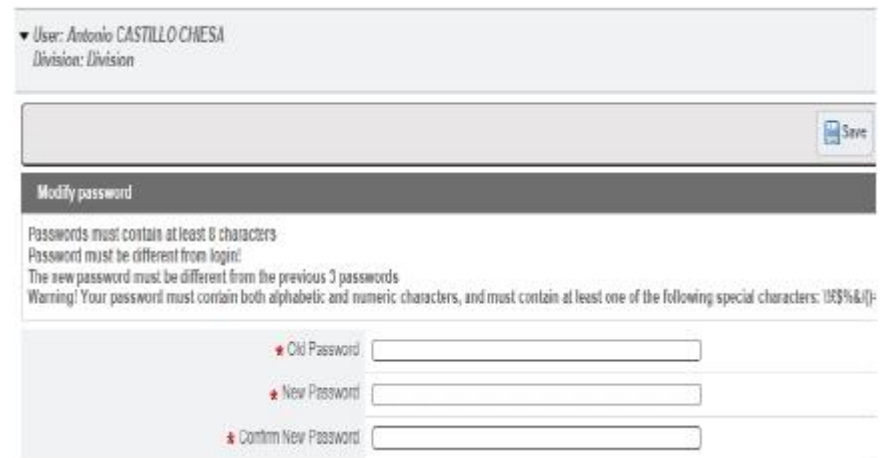 User: Antonio CASTILLO CHIESA
Division: Division
Save
Modify password
Passwords must contain at least 8 characters
Password must be different from login!
The new password must be different from the previous 3 passwords
Warning! Your password must contain both alphabetic and numeric characters, and must contain at least one of the following special characters:
* Old Password
* New Password
* Confirm New Password